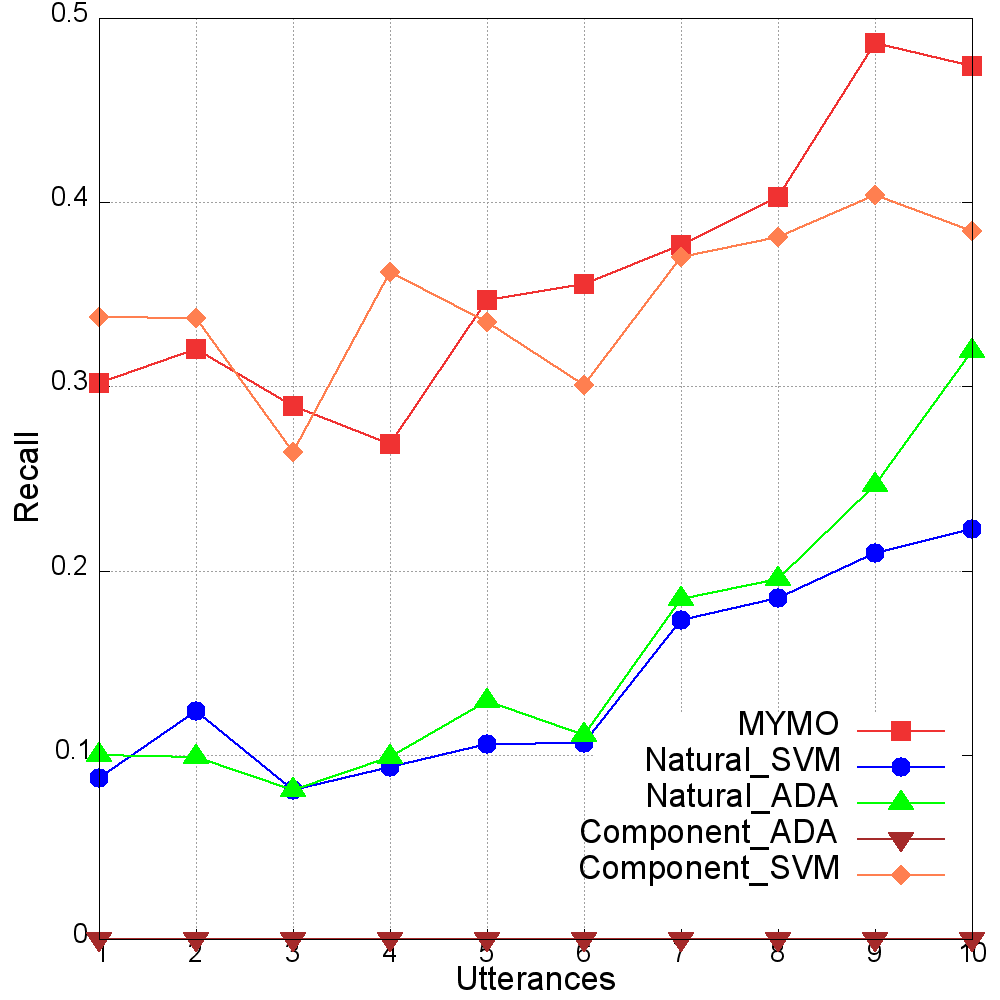 0.5
0.4
0.3
0.2
0.1
0
Recall
MYMO
Natural_SVM
Natural_ADA
Component_ADA
Component_SVM
1 2 3 4 5 6 7 8 9 10
Utterances